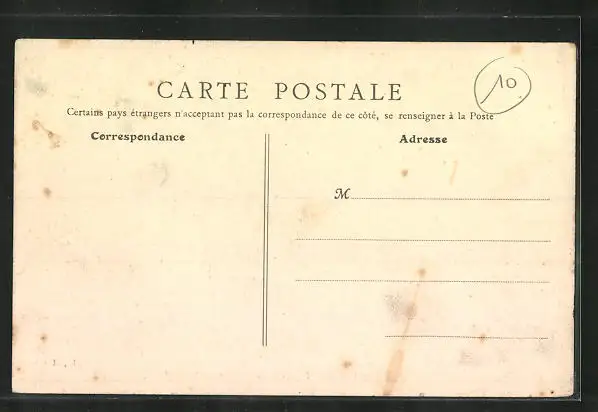 CARTE POSTALE
10
Certains pays étrangers n'acceptant pas la correspondance de ce côté, se renseigner à la Poste
Correspondance
Adresse
M